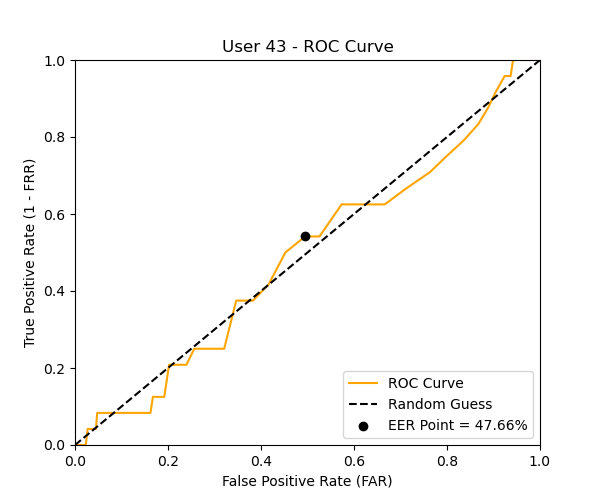 User 43 - ROC Curve
True Positive Rate (1 - FRR)
1.0
0.8
0.6
0.4
0.2
0.0
0.0 0.2 0.4 0.6 0.8 1.0
False Positive Rate (FAR)
ROC Curve
Random Guess
EER Point = 47.66%